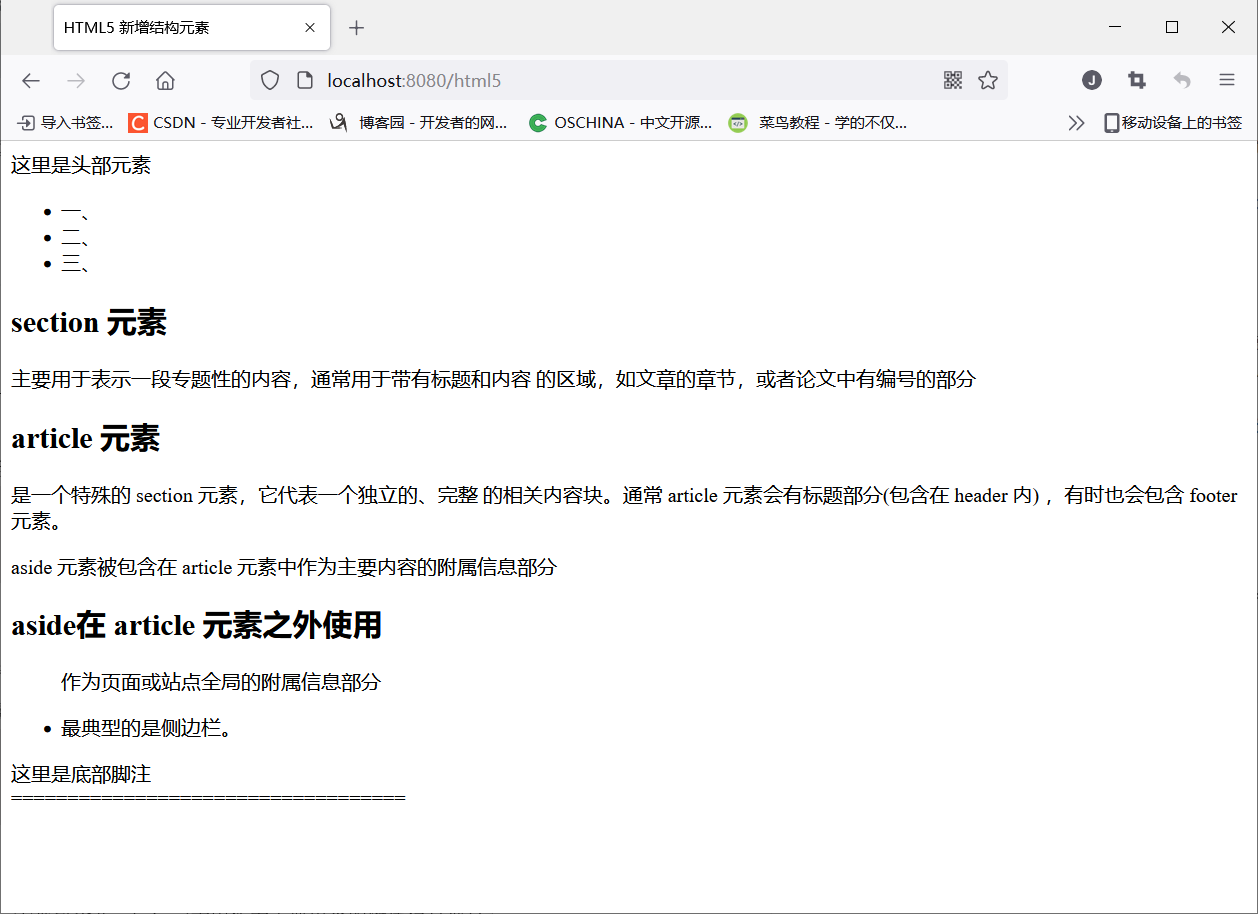 HTML5 新增结构元素
localhost:8080/html5
J
导入书签...
CSDN - 专业开发者社...
博客园 - 开发者的网...
OSCHINA - 中文开源...
菜鸟教程 - 学的不仅...
移动设备上的书签
这里是头部元素
• 一、
• 二、
• 三、
section 元素
主要用于表示一段专题性的内容，通常用于带有标题和内容 的区域，如文章的章节，或者论文中有编号的部分
article 元素
是一个特殊的 section 元素，它代表一个独立的、完整 的相关内容块。通常 article 元素会有标题部分(包含在 header 内) ，有时也会包含 footer
元素。
aside 元素被包含在 article 元素中作为主要内容的附属信息部分
aside在 article 元素之外使用
作为页面或站点全局的附属信息部分
• 最典型的是侧边栏。
这里是底部脚注
===================================